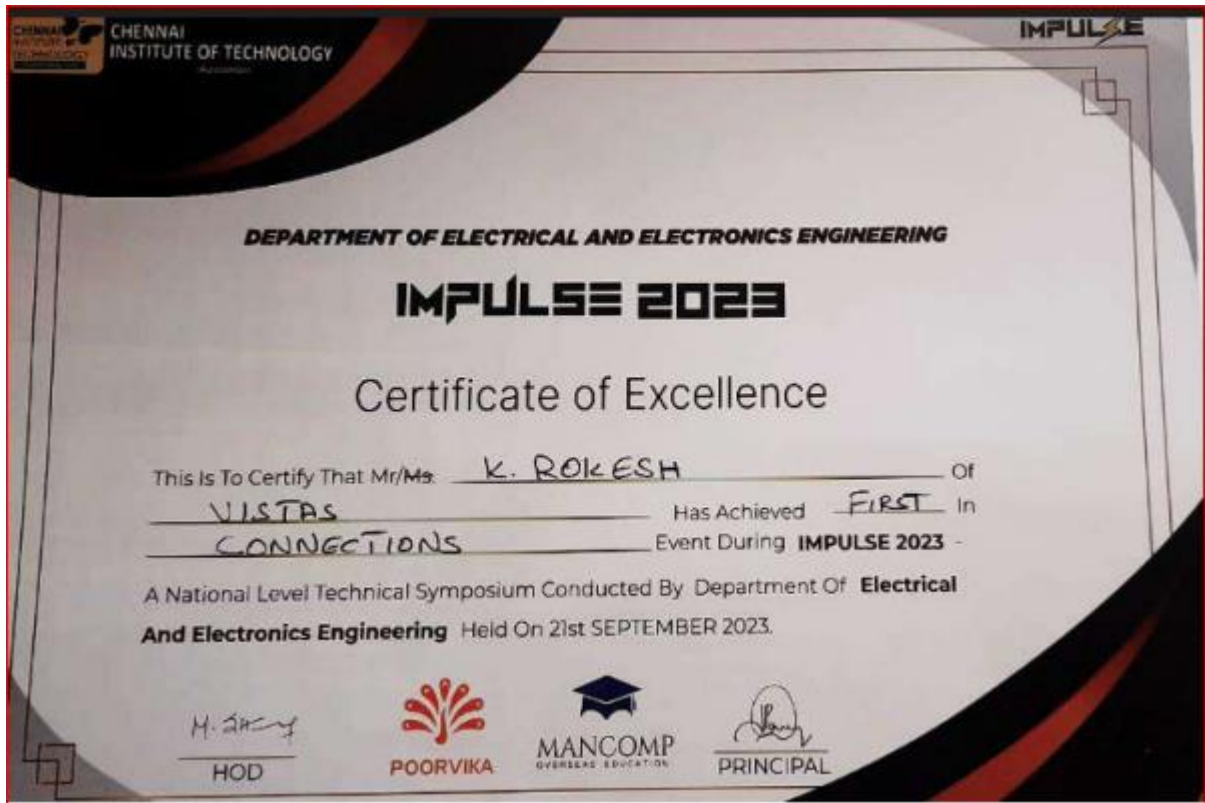 CHENNAI
INSTITUTE OF TECHNOLOGY
IMPULSE
DEPARTMENT OF ELECTRICAL AND ELECTRONICS ENGINEERING
IMPULSE 2023
Certificate of Excellence
This Is To Certify That Mr/Ms. K. ROKESH Of
VISTAS Has Achieved FIRST In
CONNECTIONS Event During IMPULSE 2023 -
A National Level Technical Symposium Conducted By Department Of Electrical
And Electronics Engineering Held On 21st SEPTEMBER 2023.
HOD
POORVIKA
MANCOMP
OVERSEAS EDUCATION
PRINCIPAL